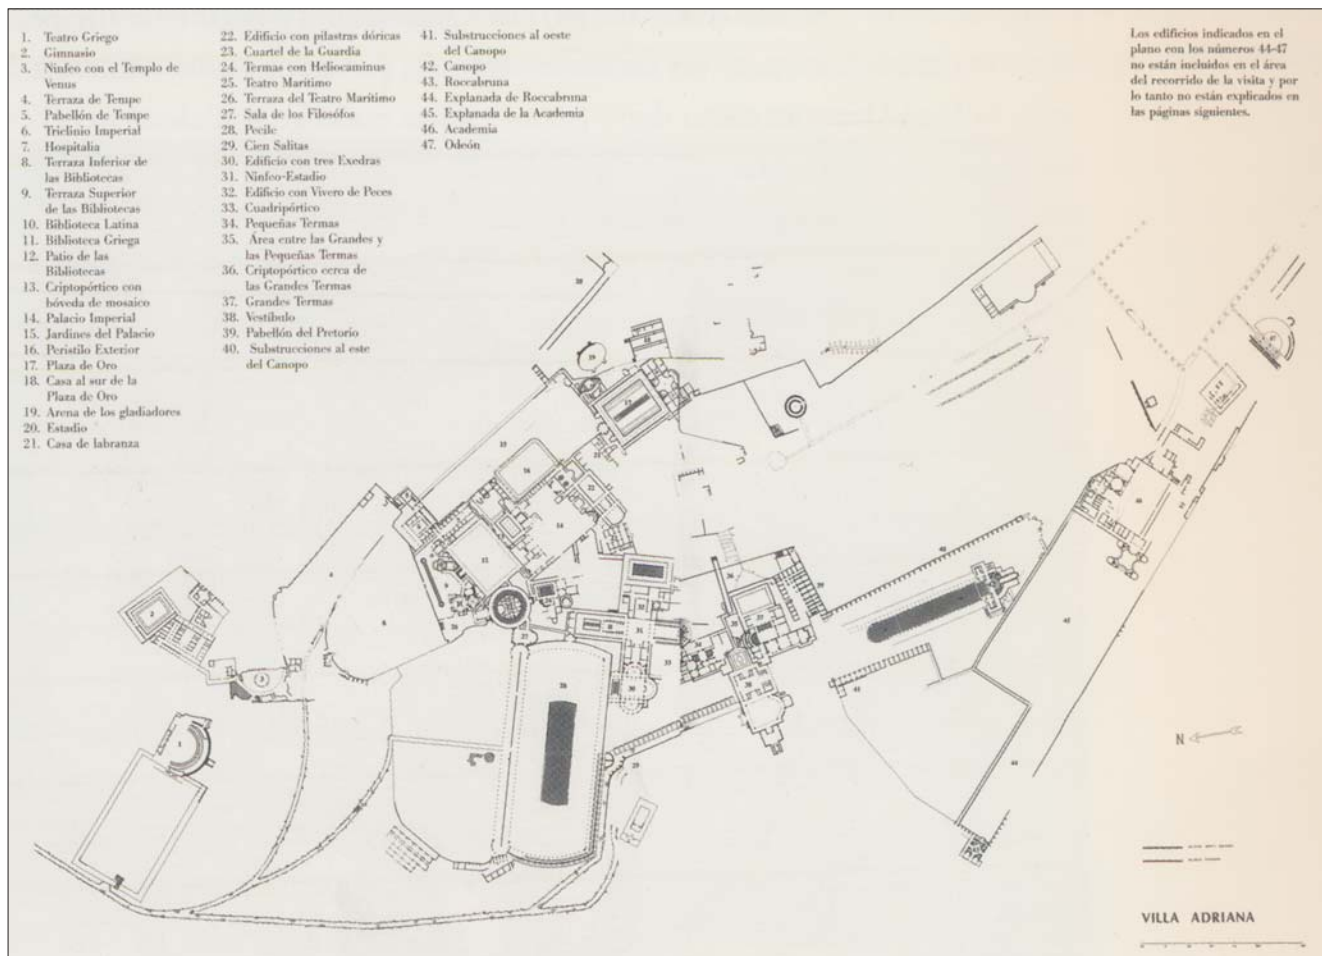 1. Teatro Griego
2. Gimnasio
3. Ninfeo con el Templo de
Venus
4. Terraza de Tempe
5. Pabellón de Tempe
6. Triclinio Imperial
7. Hospitalia
8. Terraza Inferior de
las Bibliotecas
9. Terraza Superior
de las Bibliotecas
10. Biblioteca Latina
11. Biblioteca Griega
12. Patio de las
Bibliotecas
13. Criptopórtico con
bóveda de mosaico
14. Palacio Imperial
15. Jardines del Palacio
16. Peristilo Exterior
17. Plaza de Oro
18. Casa al sur de la
Plaza de Oro
19. Arena de los gladiadores
20. Estadio
21. Casa de labranza
22. Edificio con pilastras dóricas
23. Cuartel de la Guardia
24. Termas con Heliocaminus
25. Teatro Marítimo
26. Terraza del Teatro Marítimo
27. Sala de los Filosófos
28. Pecile
29. Cien Salitas
30. Edificio con tres Exedras
31. Ninfeo-Estadio
32. Edificio con Vivero de Peces
33. Cuadripórtico
34. Pequeñas Termas
35. Área entre las Grandes y
las Pequeñas Termas
36. Criptopórtico cerca de
las Grandes Termas
37. Grandes Termas
38. Vestíbulo
39. Pabellón del Pretorio
40. Substrucciones al este
del Canopo
41. Substrucciones al oeste
del Canopo
42. Canopo
43. Roccabruna
44. Explanada de Roccabruna
45. Explanada de la Academia
46. Academia
47. Odeón
Los edificios indicados en el
plano con los números 44-47
no están incluidos en el área
del recorrido de la visita y por
lo tanto no están explicados en
las páginas siguientes.
N
VILLA ADRIANA